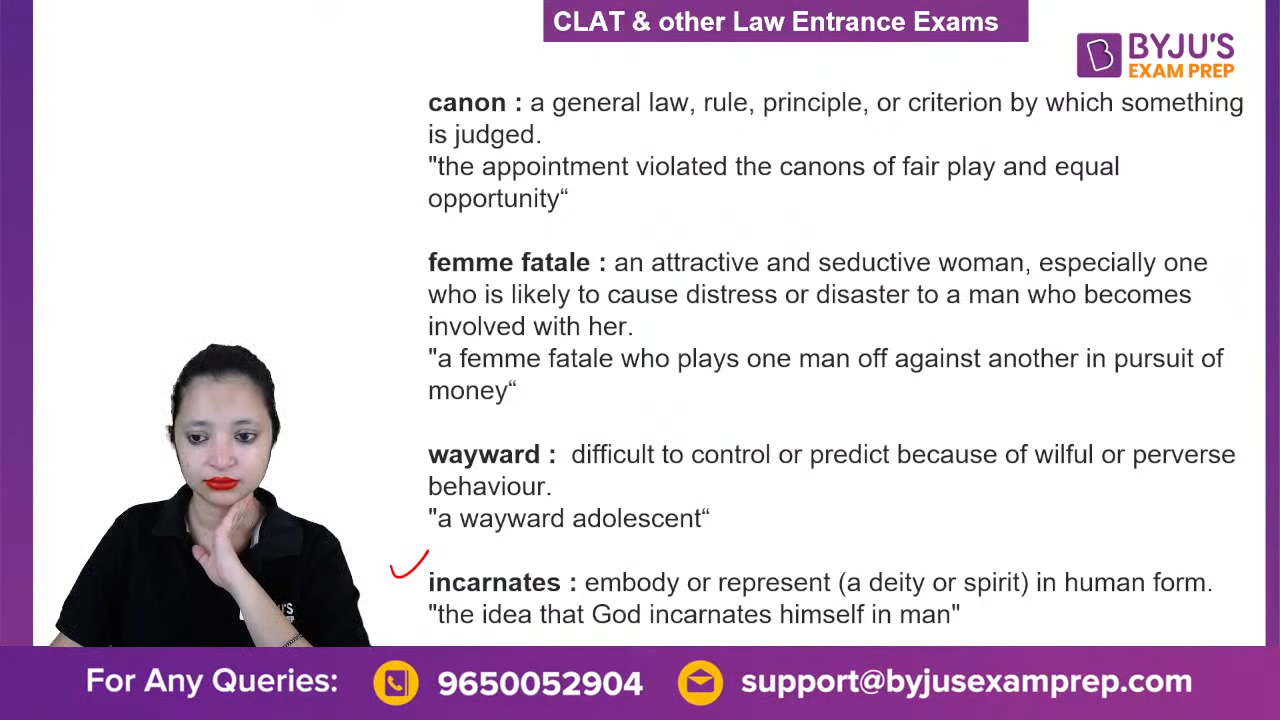 CLAT & other Law Entrance Exams
BYJU'S
EXAM PREP
canon : a general law, rule, principle, or criterion by which something
is judged.
"the appointment violated the canons of fair play and equal
opportunity“
femme fatale : an attractive and seductive woman, especially one
who is likely to cause distress or disaster to a man who becomes
involved with her.
"a femme fatale who plays one man off against another in pursuit of
money“
wayward : difficult to control or predict because of wilful or perverse
behaviour.
"a wayward adolescent“
incarnates : embody or represent (a deity or spirit) in human form.
"the idea that God incarnates himself in man"
BYJU'S
For Any Queries:
9650052904
support@byjusexamprep.com